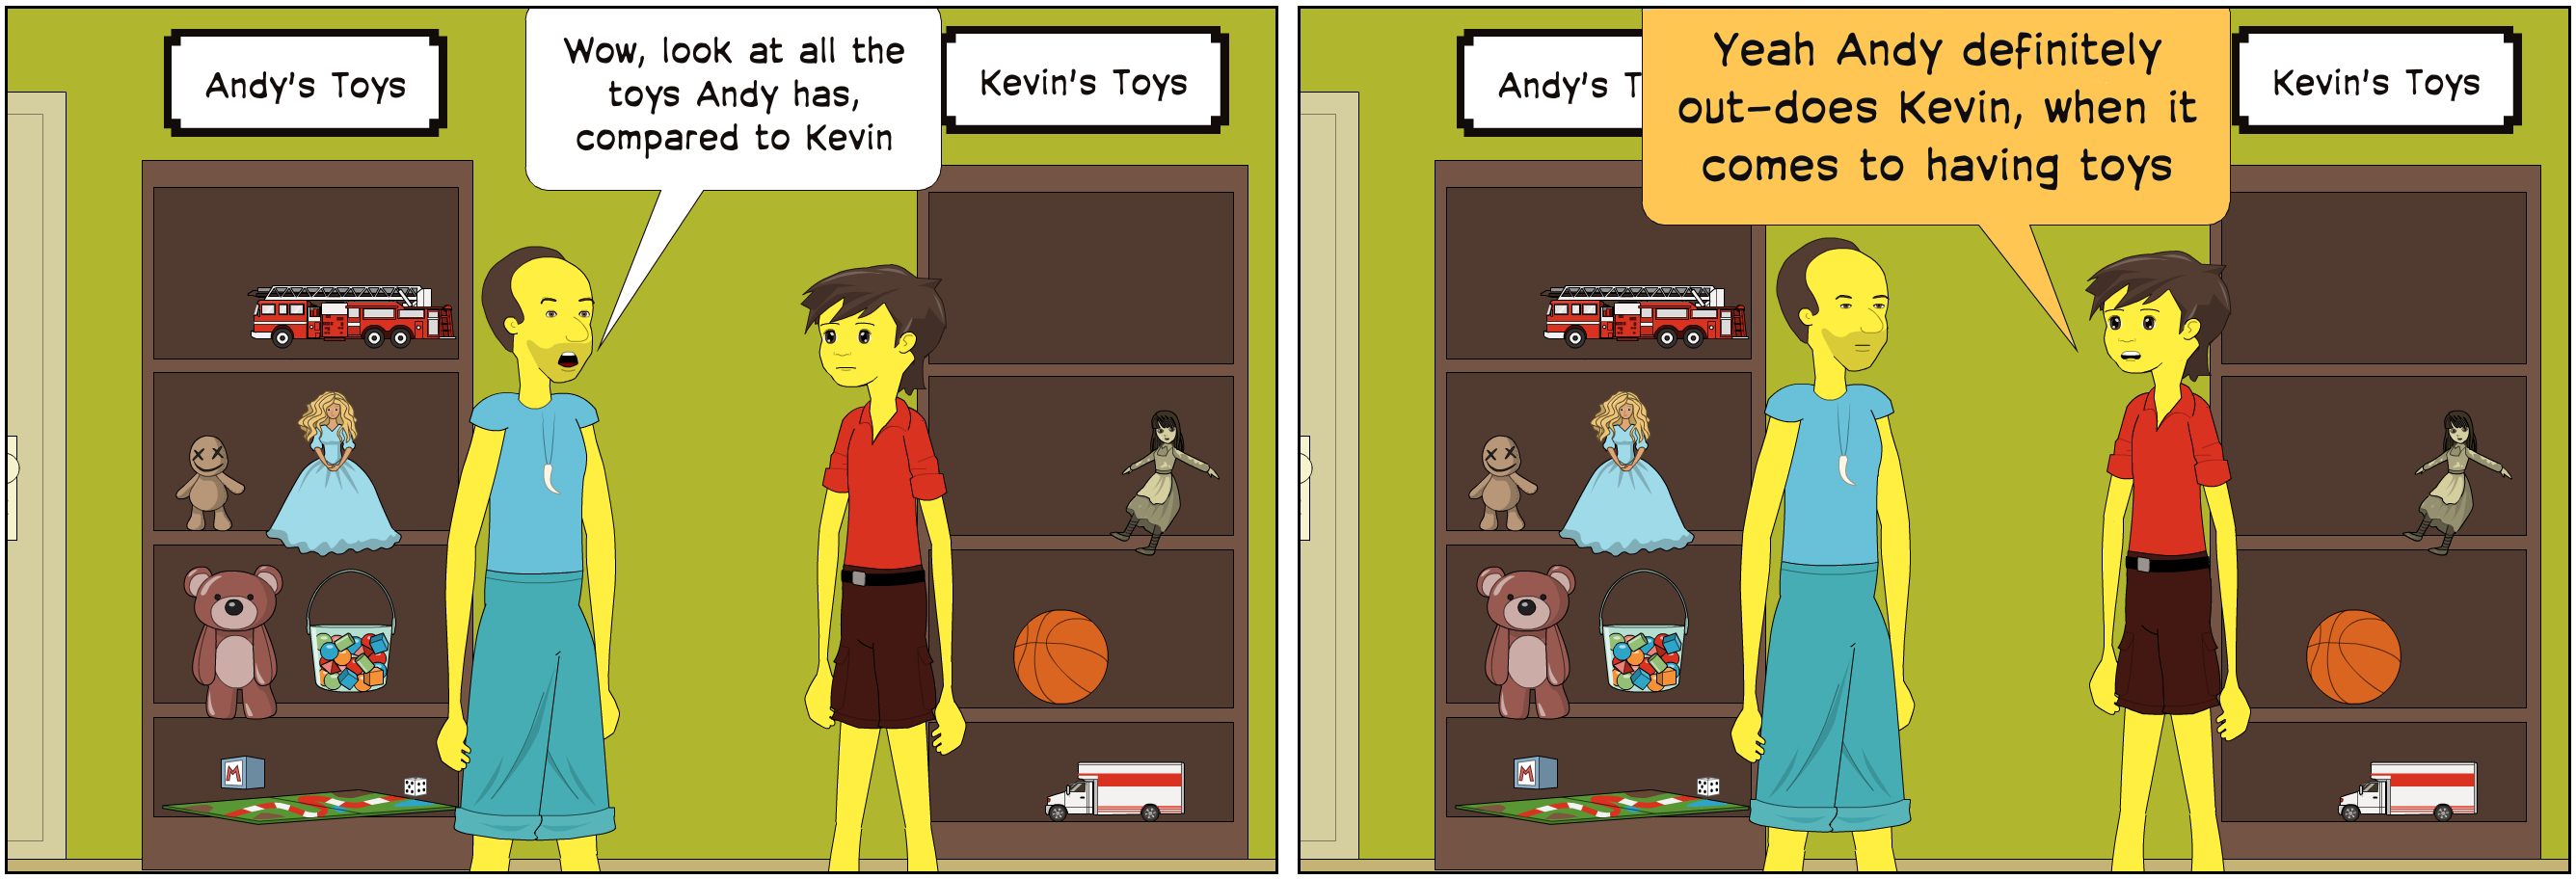 Andy's Toys
Wow, look at all the
toys Andy has,
compared to Kevin
Kevin's Toys
M
Andy's T
Yeah Andy definitely
out-does Kevin, when it
comes to having toys
Kevin's Toys
M